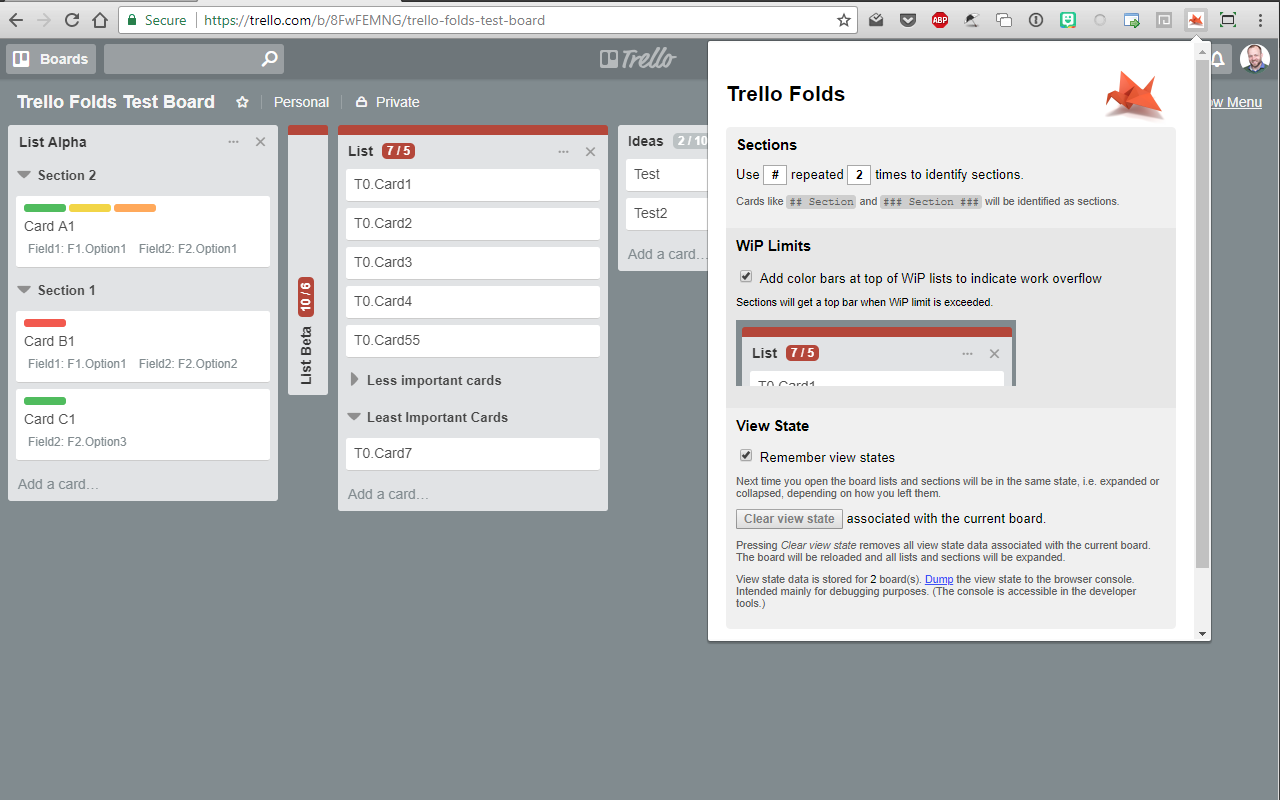 Secure
https://trello.com/b/8FwFEMNG/trello-folds-test-board
ABP
Boards
Trello
Trello Folds Test Board
Personal
Private
ow Menu
List Alpha
Section 2
Card A1
Field1: F1.Option1 Field2: F2.Option1
Section 1
Card B1
Field1: F1.Option1 Field2: F2.Option2
Card C1
Field2: F2.Option3
Add a card…
List Beta 10 / 6
List 7 / 5
T0.Card1
T0.Card2
T0.Card3
T0.Card4
T0.Card55
Less important cards
Least Important Cards
T0.Card7
Add a card…
Ideas 2 / 10
Test
Test2
Add a card…
Trello Folds
Sections
Use # repeated 2 times to identify sections.
Cards like ## Section and ### Section ### will be identified as sections.
WiP Limits
Add color bars at top of WiP lists to indicate work overflow
Sections will get a top bar when WiP limit is exceeded.
List 7 / 5
T0.Card1
View State
Remember view states
Next time you open the board lists and sections will be in the same state, i.e. expanded or
collapsed, depending on how you left them.
Clear view state associated with the current board.
Pressing Clear view state removes all view state data associated with the current board.
The board will be reloaded and all lists and sections will be expanded.
View state data is stored for 2 board(s). Dump the view state to the browser console.
Intended mainly for debugging purposes. (The console is accessible in the developer
tools.)